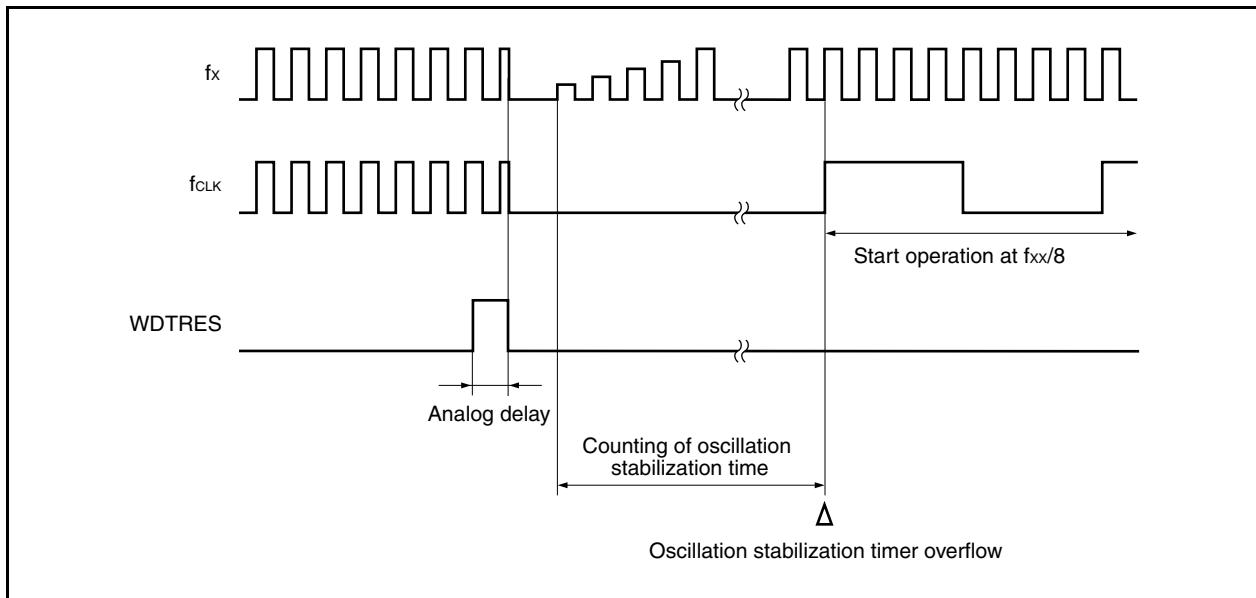 fX
fCLK
Start operation at fXX/8
WDTRES
Analog delay
Counting of oscillation
stabilization time
Oscillation stabilization timer overflow